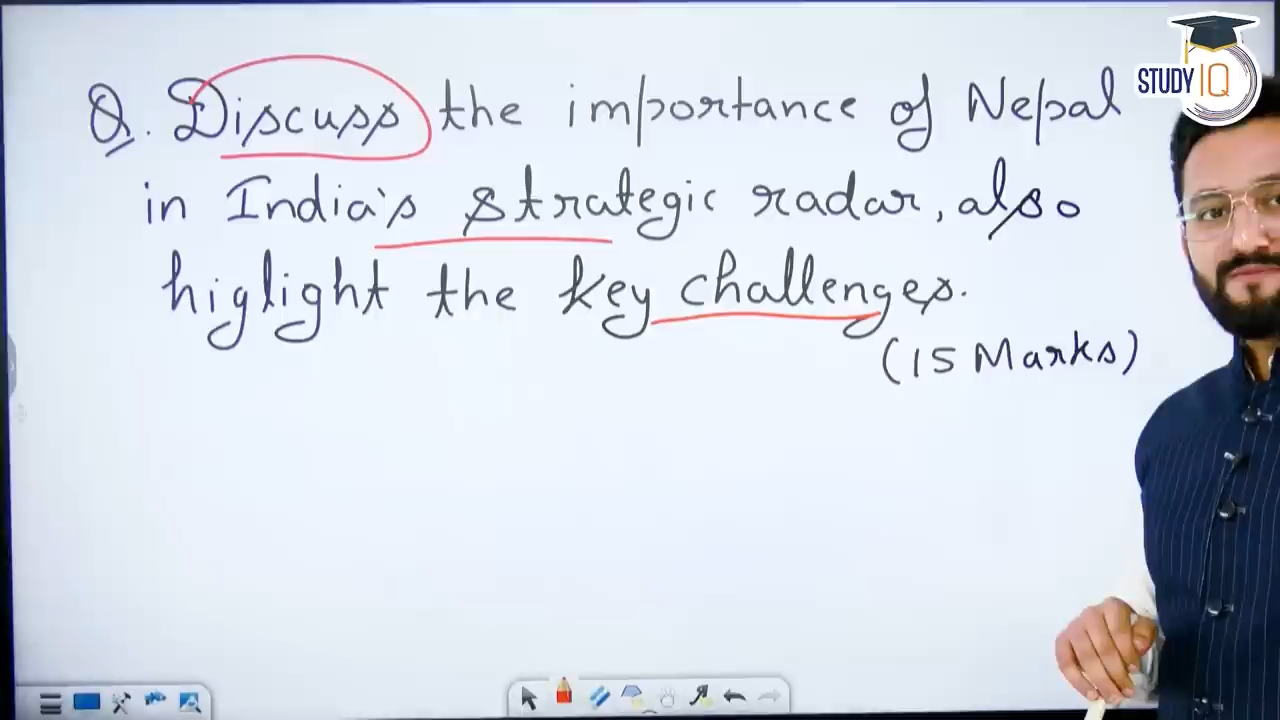 STUDY IQ
Q. Discuss the importance of Nepal
in India's strategic radar, also
higlight the key challenges.
(15 Marks)